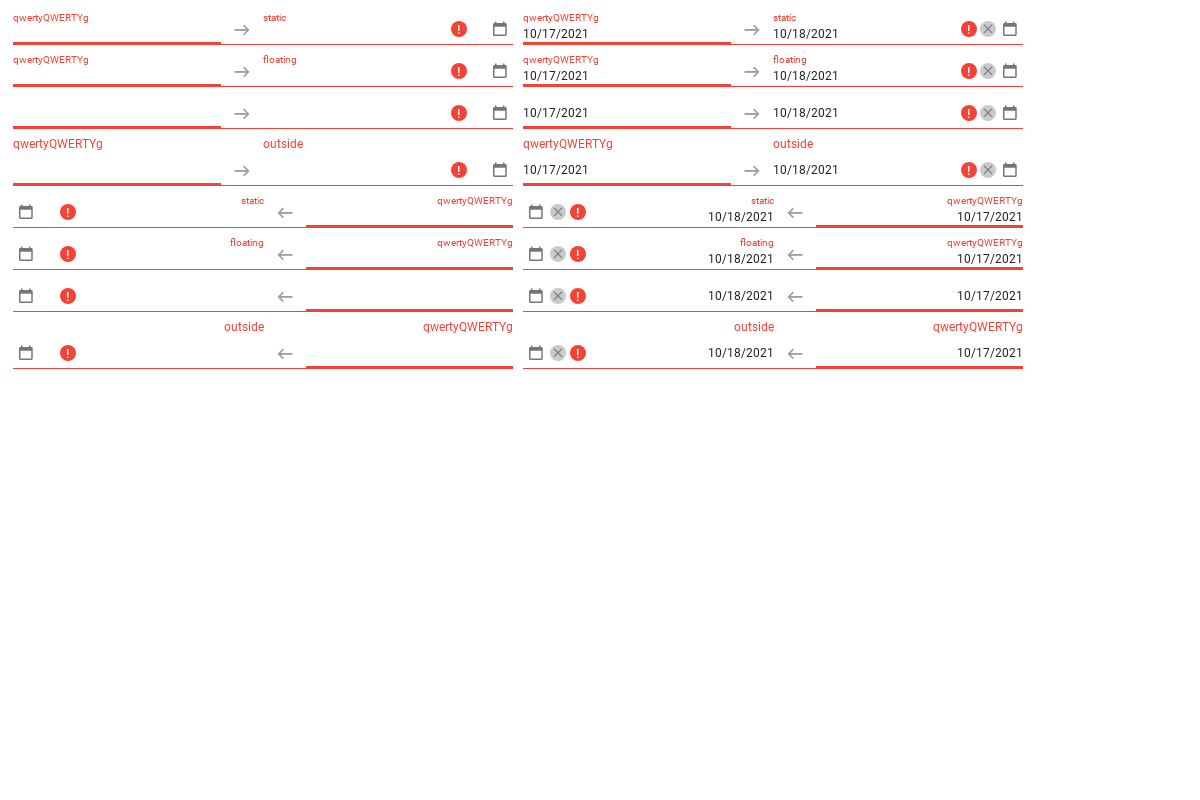 qwertyQWERTYg static qwertyQWERTYg static
10/17/2021 10/18/2021
qwertyQWERTYg floating qwertyQWERTYg floating
10/17/2021 10/18/2021
10/17/2021 10/18/2021
qwertyQWERTYg outside qwertyQWERTYg outside
10/17/2021 10/18/2021
static qwertyQWERTYg static qwertyQWERTYg
10/18/2021 10/17/2021
floating qwertyQWERTYg floating qwertyQWERTYg
10/18/2021 10/17/2021
10/18/2021 10/17/2021
outside qwertyQWERTYg outside qwertyQWERTYg
10/18/2021 10/17/2021